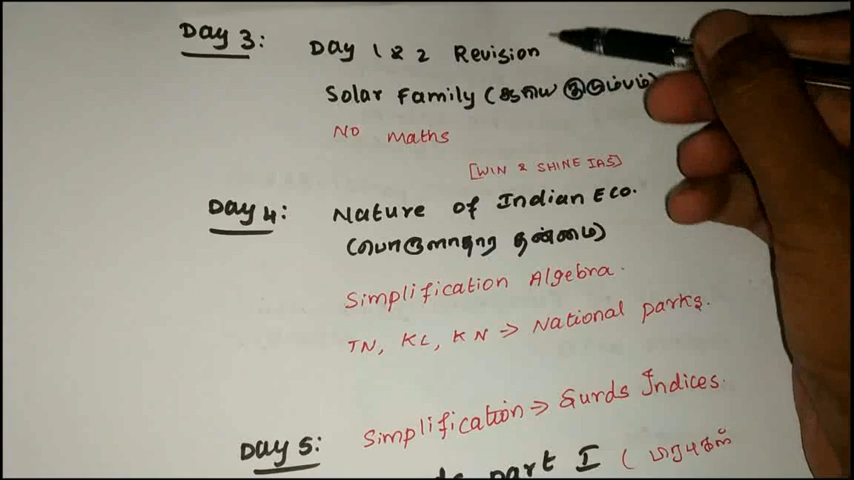 Day 3: Day 1 & 2 Revision
Solar Family (சூரிய குடும்பம்)
No maths
[WIN & SHINE IAS]
Day 4: Nature of Indian Eco.
(பொருளாதார தன்மை)
Simplification Algebra.
TN, KL, KN => National parks.
Simplification => Surds Indices.
Day 5:
part I (